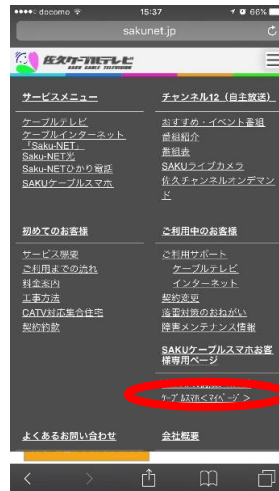 docomo 15:37 66%
sakunet.jp
佐久ケーブルテレビ
SAKU CABLE TELEVISION
サービスメニュー
ケーブルテレビ
ケーブルインターネット
「Saku-NET」
Saku-NET光
Saku-NETひかり電話
SAKUケーブルスマホ
チャンネル12（自主放送）
おすすめ・イベント番組
番組紹介
番組表
SAKUライブカメラ
佐久チャンネルオンデマン
ド
初めてのお客様
サービス概要
ご利用までの流れ
料金案内
工事方法
CATV対応集合住宅
契約約款
ご利用中のお客様
ご利用サポート
ケーブルテレビ
インターネット
契約変更
落雷対策のおねがい
障害メンテナンス情報
SAKUケーブルスマホお客
様専用ページ
ｹｰﾌﾞﾙｽﾏﾎ＜ﾏｲﾍﾟｰｼﾞ＞
よくあるお問い合わせ
会社概要